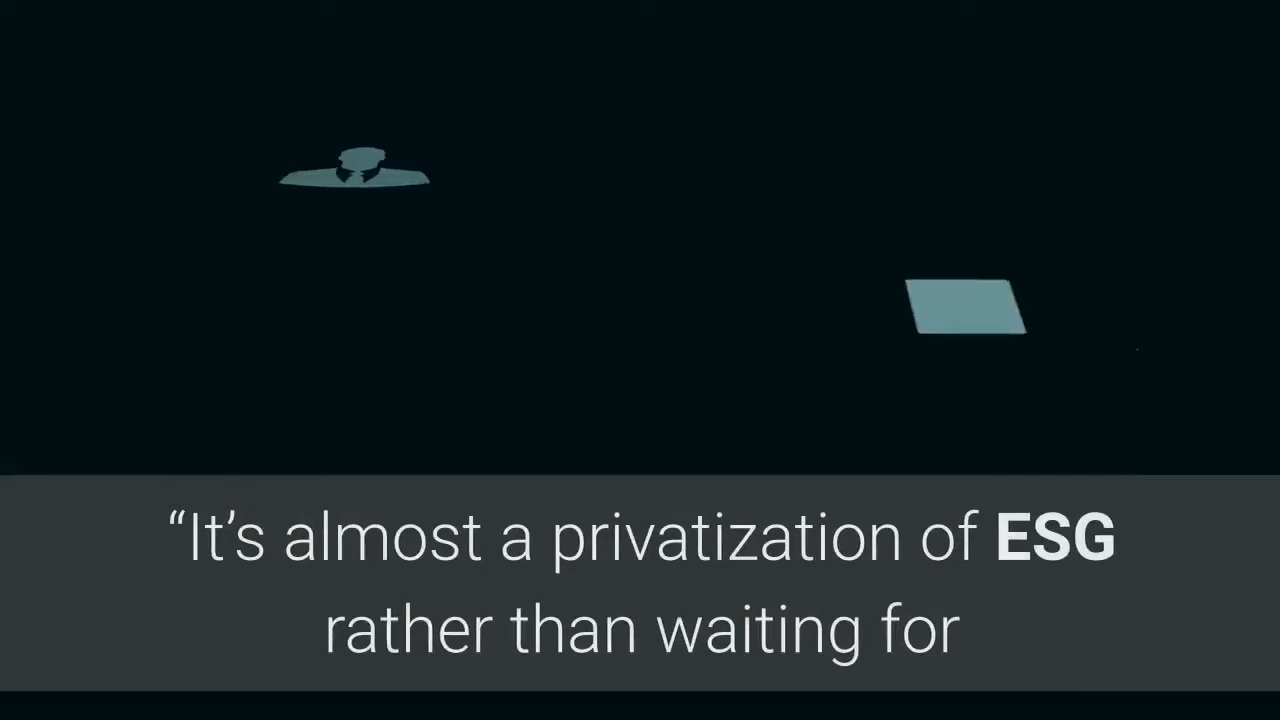 “It’s almost a privatization of ESG
rather than waiting for